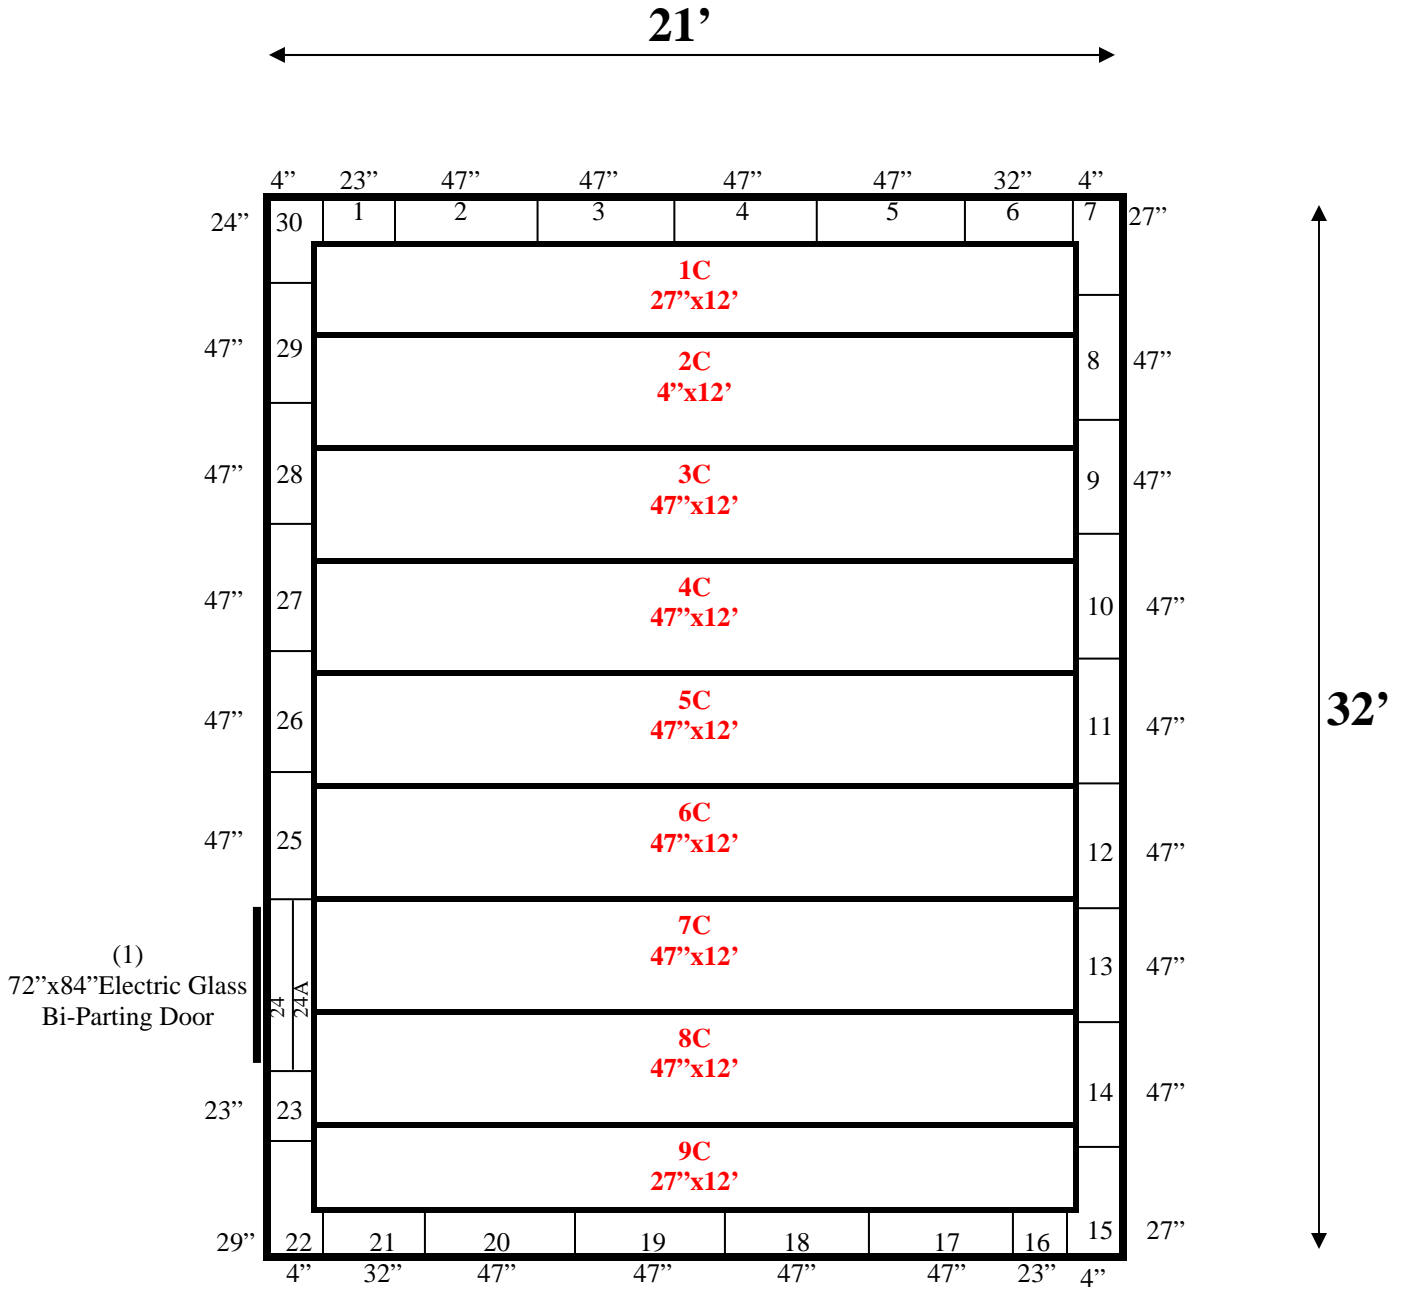 21’
4” 23” 47” 47” 47” 47” 32” 4”
24” 30 1 2 3 4 5 6 7 27”
1C
27”x12’
47” 29 2C 8 47”
4”x12’
47” 28 3C 9 47”
47”x12’
47” 27 4C 10 47”
47”x12’
47” 26 5C 11 47”
47”x12’
32’
47” 25 6C 12 47”
47”x12’
7C
47”x12’
13 47”
(1)
72”x84”Electric Glass
Bi-Parting Door
24
24A
8C
47”x12’
14 47”
23” 23
9C
27”x12’
29” 22 21 20 19 18 17 16 15 27”
4” 32” 47” 47” 47” 47” 23” 4”